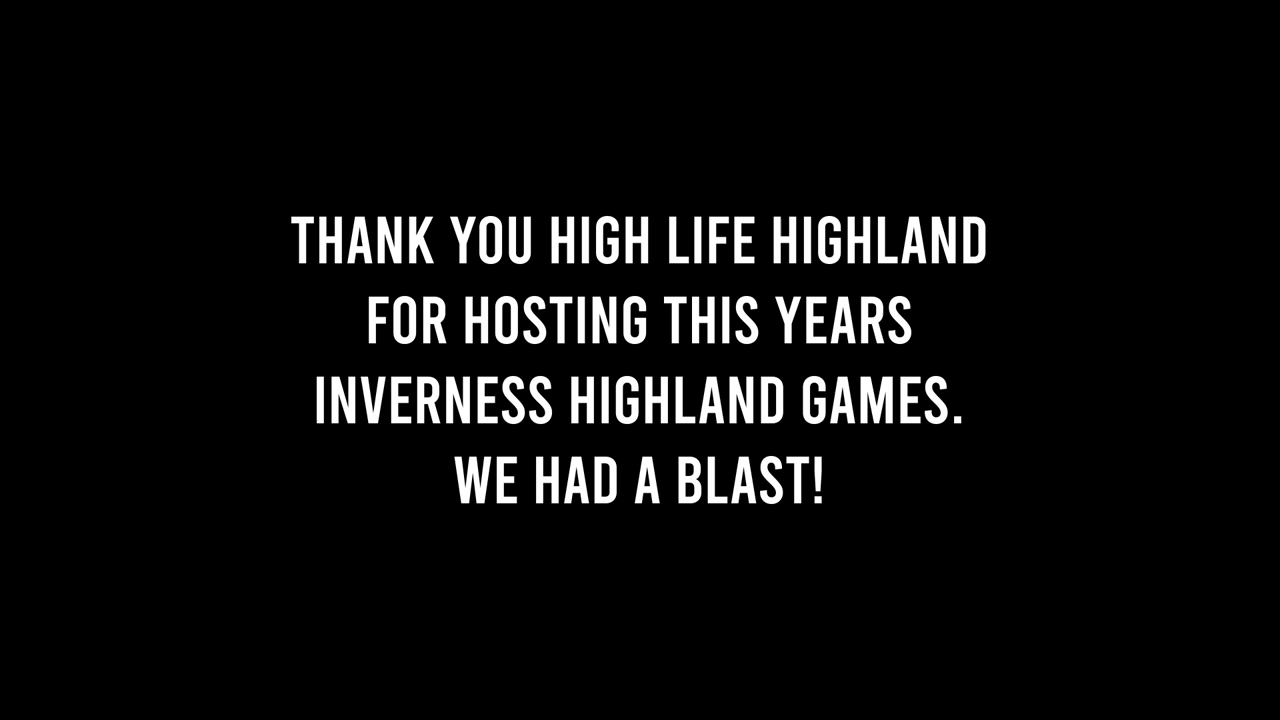 THANK YOU HIGH LIFE HIGHLAND
FOR HOSTING THIS YEARS
INVERNESS HIGHLAND GAMES.
WE HAD A BLAST!